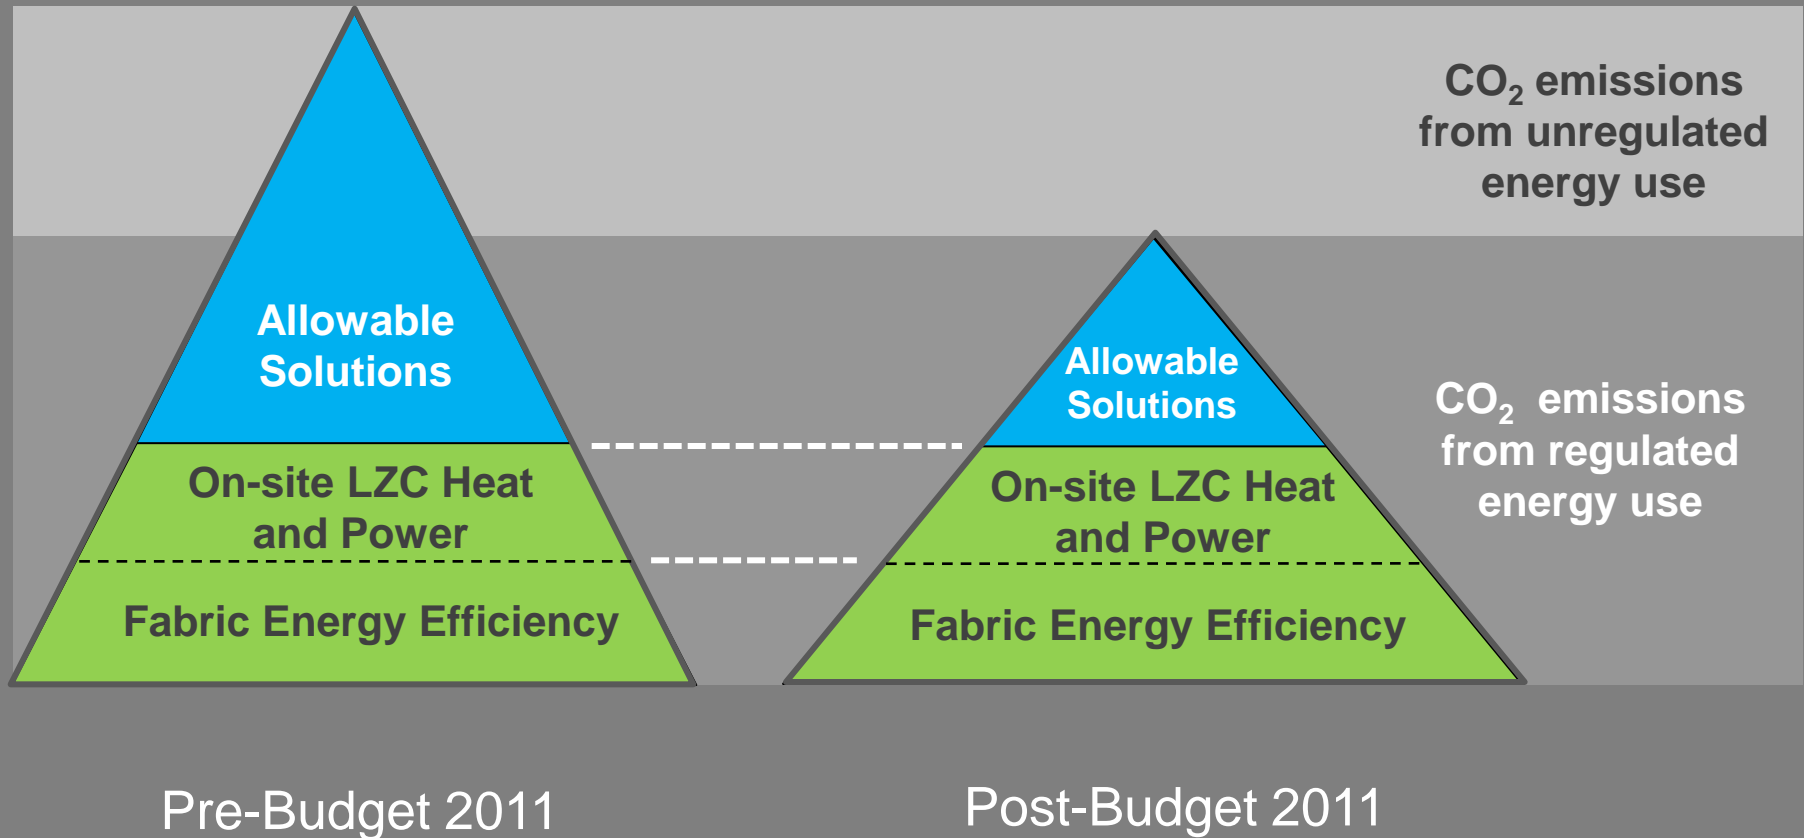 CO₂ emissions
from unregulated
energy use
Allowable
Solutions
On-site LZC Heat
and Power
Fabric Energy Efficiency
Allowable
Solutions
On-site LZC Heat
and Power
Fabric Energy Efficiency
CO₂ emissions
from regulated
energy use
Pre-Budget 2011
Post-Budget 2011